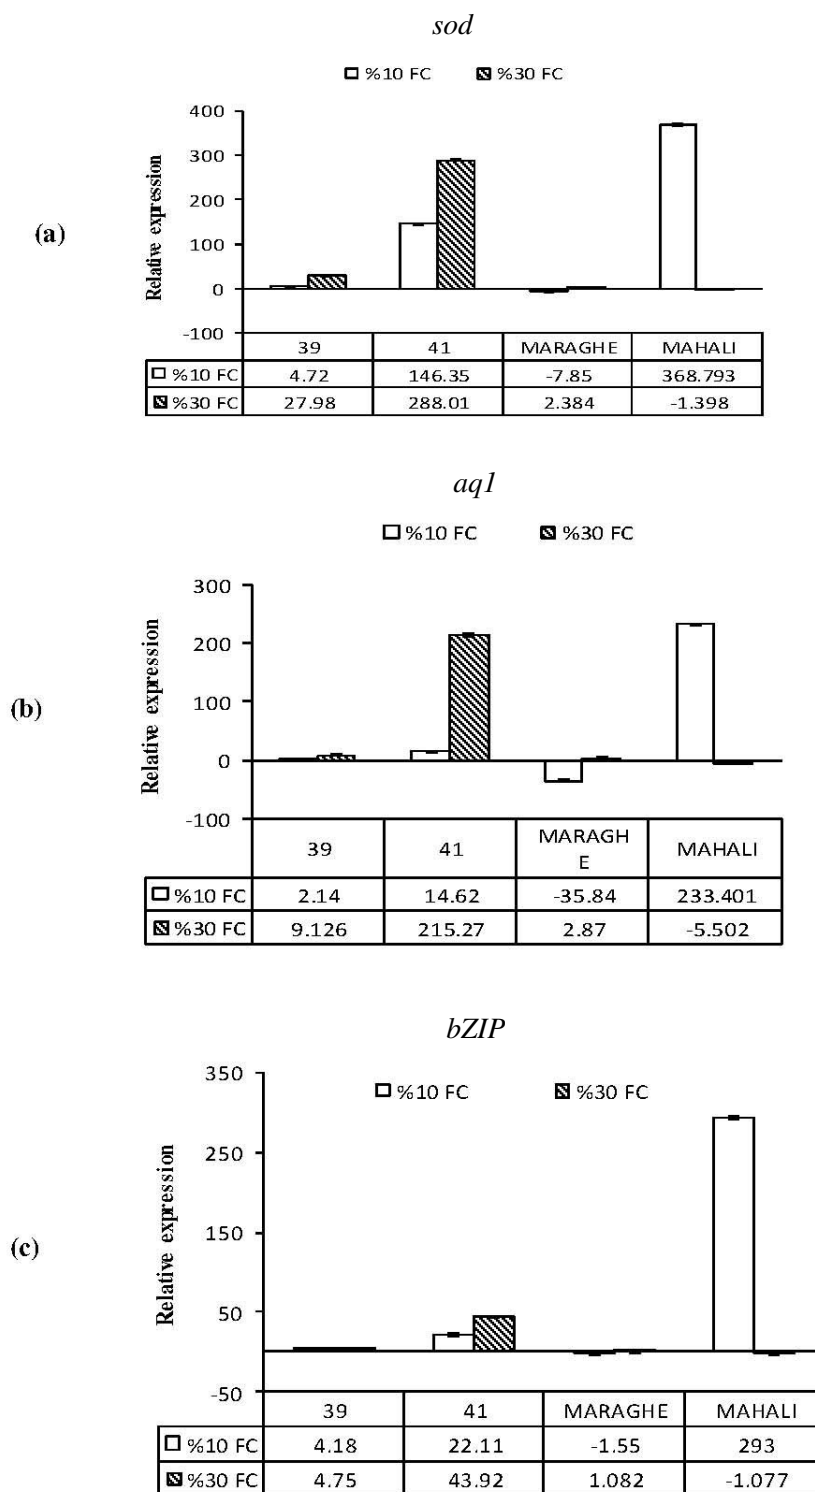 sod
%10 FC %30 FC
400
300
200
100
0
-100
Relative expression
(a)
39 41 MARAGHE MAHALI
%10 FC 4.72 146.35 -7.85 368.793
%30 FC 27.98 288.01 2.384 -1.398
aq1
%10 FC %30 FC
300
200
100
0
-100
Relative expression
(b)
39 41 MARAGH MAHALI
E
%10 FC 2.14 14.62 -35.84 233.401
%30 FC 9.126 215.27 2.87 -5.502
bZIP
%10 FC %30 FC
350
250
150
50
-50
Relative expression
(c)
39 41 MARAGHE MAHALI
%10 FC 4.18 22.11 -1.55 293
%30 FC 4.75 43.92 1.082 -1.077